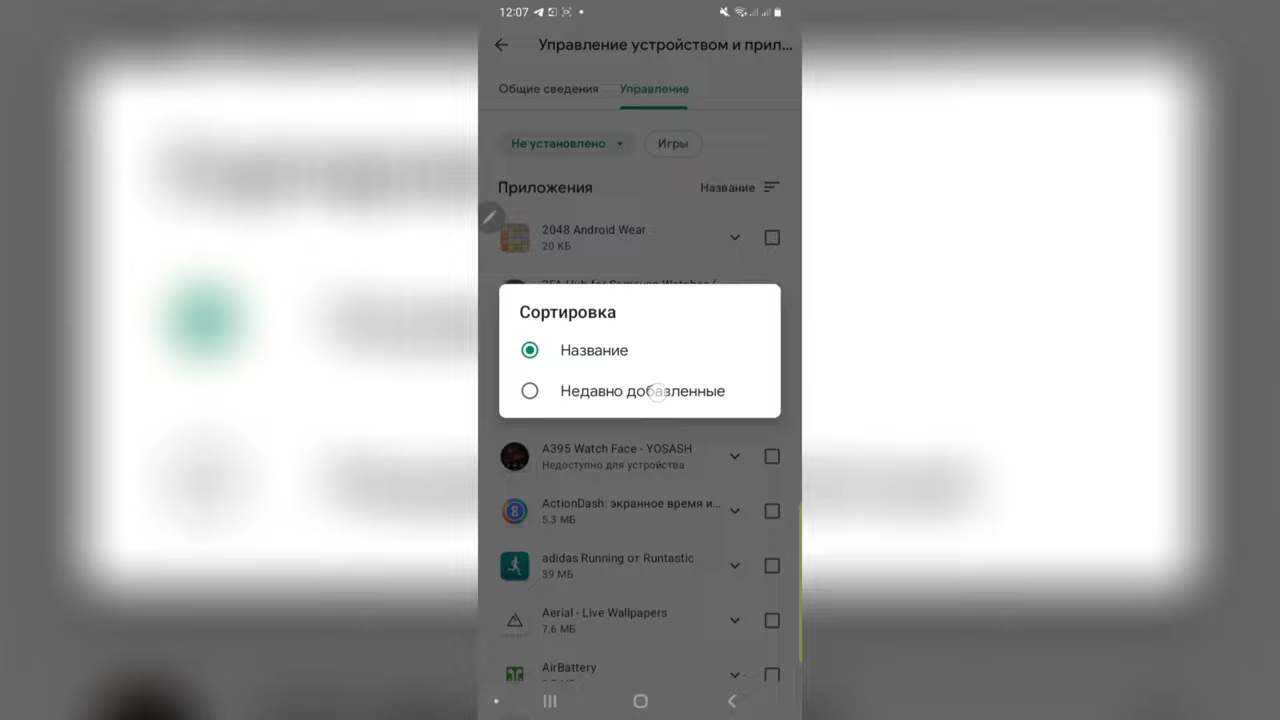 12:07
Управление устройством и прил...
Общие сведения
Управление
Не установлено
Игры
Приложения
Название
2048 Android Wear
20 КБ
Сортировка
Название
Недавно добавленные
A395 Watch Face - YOSASH
Недоступно для устройства
ActionDash: экранное время и...
5,3 МБ
adidas Running от Runtastic
39 МБ
Aerial - Live Wallpapers
7,6 МБ
AirBattery